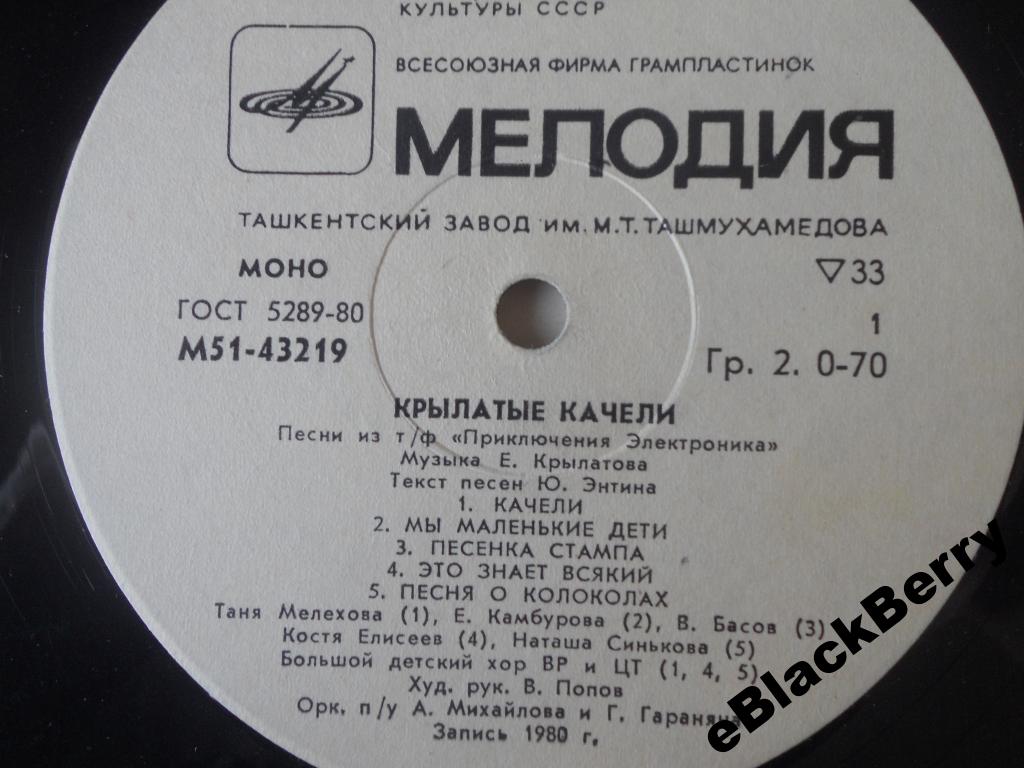 КУЛЬТУРЫ СССР
ВСЕСОЮЗНАЯ ФИРМА ГРАМПЛАСТИНОК
МЕЛОДИЯ
ТАШКЕНТСКИЙ ЗАВОД им. М.Т. ТАШМУХАМЕДОВА
МОНО ▽33
ГОСТ 5289-80 1
М51-43219 Гр. 2. 0-70
КРЫЛАТЫЕ КАЧЕЛИ
Песни из т/ф «Приключения Электроника»
Музыка Е. Крылатова
Текст песен Ю. Энтина
1. КАЧЕЛИ
2. МЫ МАЛЕНЬКИЕ ДЕТИ
3. ПЕСЕНКА СТАМПА
4. ЭТО ЗНАЕТ ВСЯКИЙ
5. ПЕСНЯ О КОЛОКОЛАХ
Таня Мелехова (1), Е. Камбурова (2), В. Басов (3)
Костя Елисеев (4), Наташа Синькова (5)
Большой детский хор ВР и ЦТ (1, 4, 5)
Худ. рук. В. Попов
Орк. п/у А. Михайлова и Г. Гараняна
Запись 1980 г.
eBlackBerry